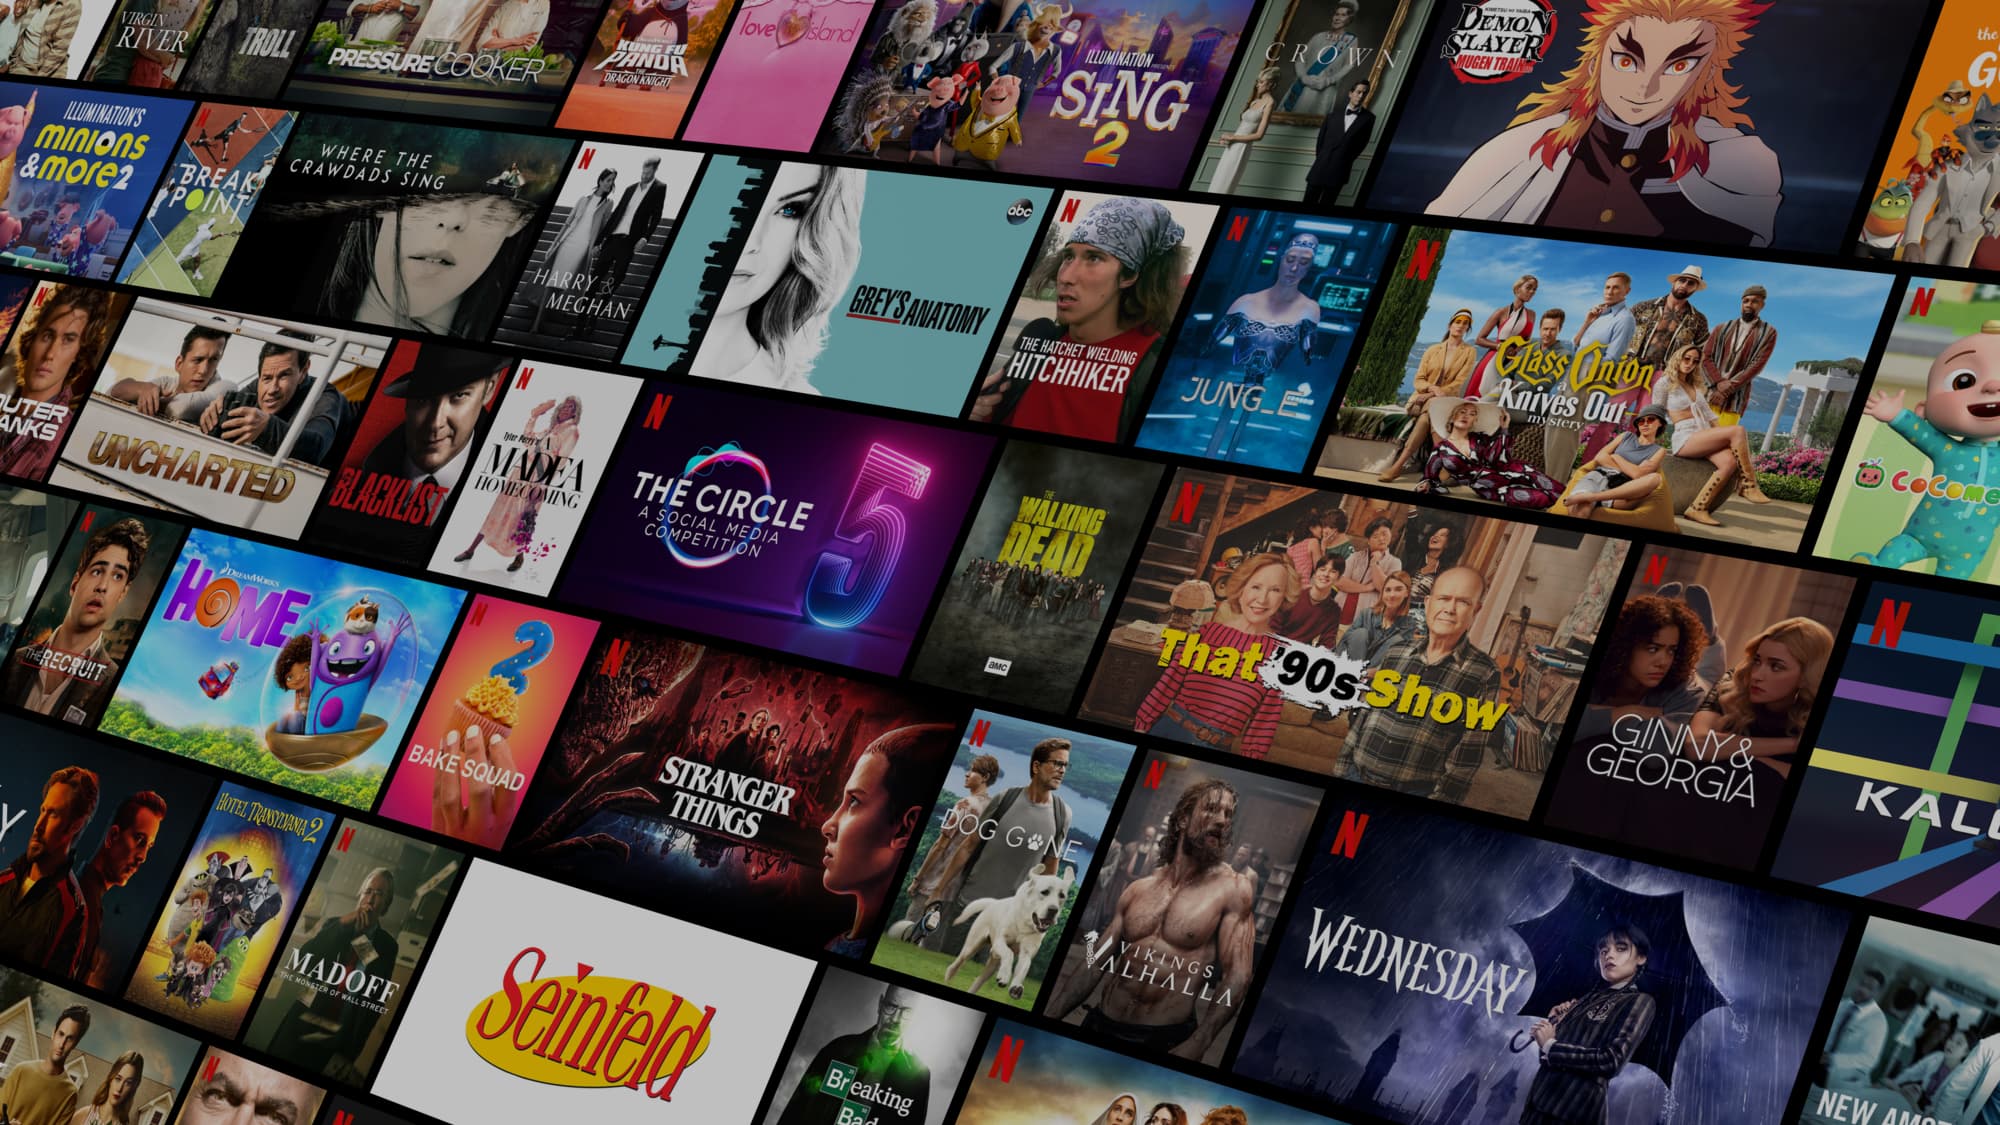 VIRGIN
RIVER
TROLL
PRESSURE COOKER
KUNG FU
PANDA
THE
DRAGON KNIGHT
love island
ILLUMINATION PRESENTS
SING
2
THE
CROWN
KIMETSU NO YAIBA
DEMON
SLAYER
MUGEN TRAIN
the
ILLUMINATION'S
minions
&more2
BREAK
POINT
WHERE THE
CRAWDADS SING
HARRY &
MEGHAN
GREY'S ANATOMY
abc
THE HATCHET WIELDING
HITCHHIKER
JUNG_E
Glass Onion
a
Knives Out
mystery
COCOME
OUTER
BANKS
UNCHARTED
THE
BLACKLIST
Tyler Perry's
A
MADEA
HOMECOMING
THE CIRCLE
A SOCIAL MEDIA
COMPETITION
5
THE
WALKING
DEAD
amc
That '90s Show
GINNY &
GEORGIA
KAL
THE RECRUIT
DREAMWORKS
HOME
2
BAKE SQUAD
STRANGER
THINGS
DOG GONE
VIKINGS
VALHALLA
WEDNESDAY
NEW AMST
Y
HOTEL TRANSYLVANIA 2
MADOFF
THE MONSTER OF WALL STREET
Seinfeld
Breaking
Bad